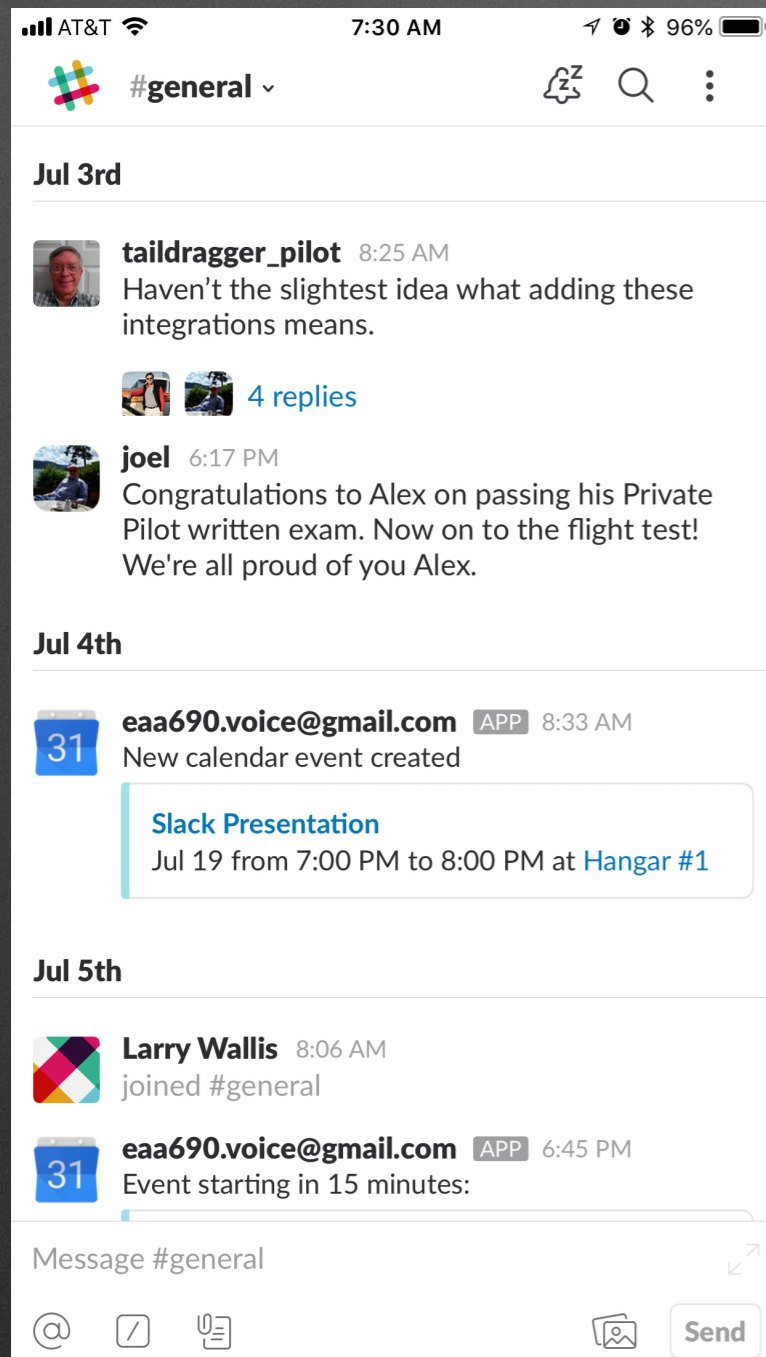 AT&T 7:30 AM 96%
#general
Jul 3rd
taildragger_pilot 8:25 AM
Haven’t the slightest idea what adding these
integrations means.
4 replies
joel 6:17 PM
Congratulations to Alex on passing his Private
Pilot written exam. Now on to the flight test!
We're all proud of you Alex.
Jul 4th
31
eaa690.voice@gmail.com APP 8:33 AM
New calendar event created
Slack Presentation
Jul 19 from 7:00 PM to 8:00 PM at Hangar #1
Jul 5th
Larry Wallis 8:06 AM
joined #general
31
eaa690.voice@gmail.com APP 6:45 PM
Event starting in 15 minutes:
Message #general
Send